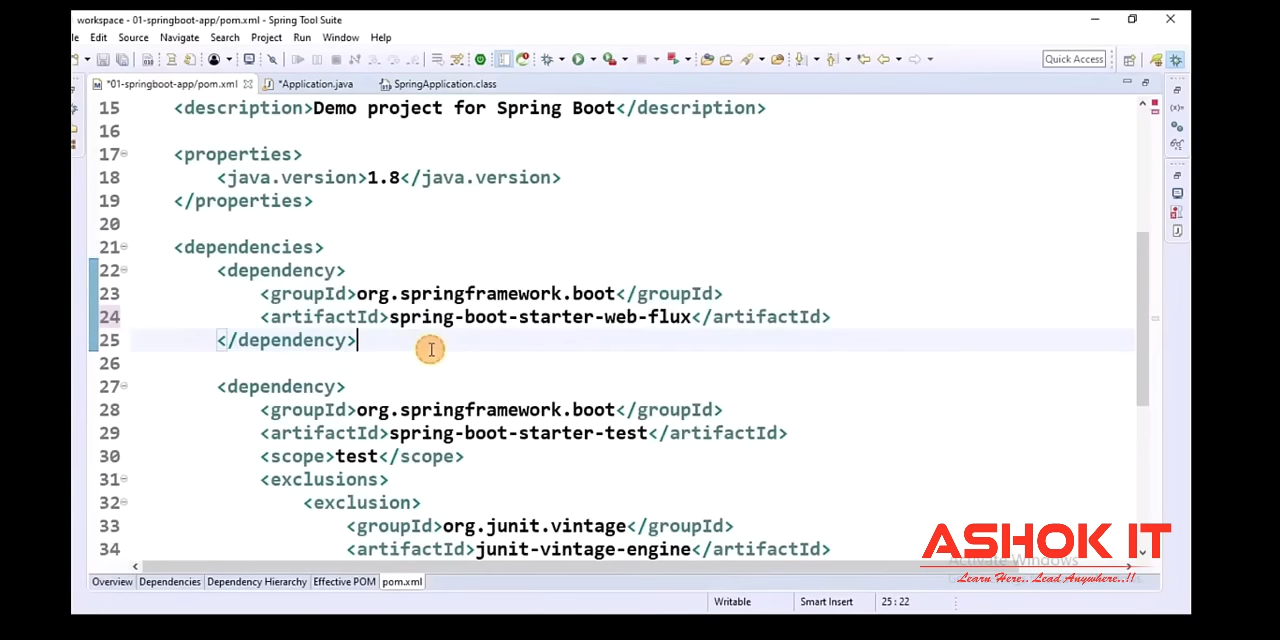 workspace - 01-springboot-app/pom.xml - Spring Tool Suite
le Edit Source Navigate Search Project Run Window Help
Quick Access
*01-springboot-app/pom.xml *Application.java SpringApplication.class
15 <description>Demo project for Spring Boot</description>
16
17 <properties>
18 <java.version>1.8</java.version>
19 </properties>
20
21 <dependencies>
22 <dependency>
23 <groupId>org.springframework.boot</groupId>
24 <artifactId>spring-boot-starter-web-flux</artifactId>
25 </dependency>
26
27 <dependency>
28 <groupId>org.springframework.boot</groupId>
29 <artifactId>spring-boot-starter-test</artifactId>
30 <scope>test</scope>
31 <exclusions>
32 <exclusion>
33 <groupId>org.junit.vintage</groupId>
34 <artifactId>junit-vintage-engine</artifactId>
ASHOK IT
Activate Windows
Learn Here.. Lead Anywhere..!!
Overview Dependencies Dependency Hierarchy Effective POM pom.xml
Writable Smart Insert 25 : 22